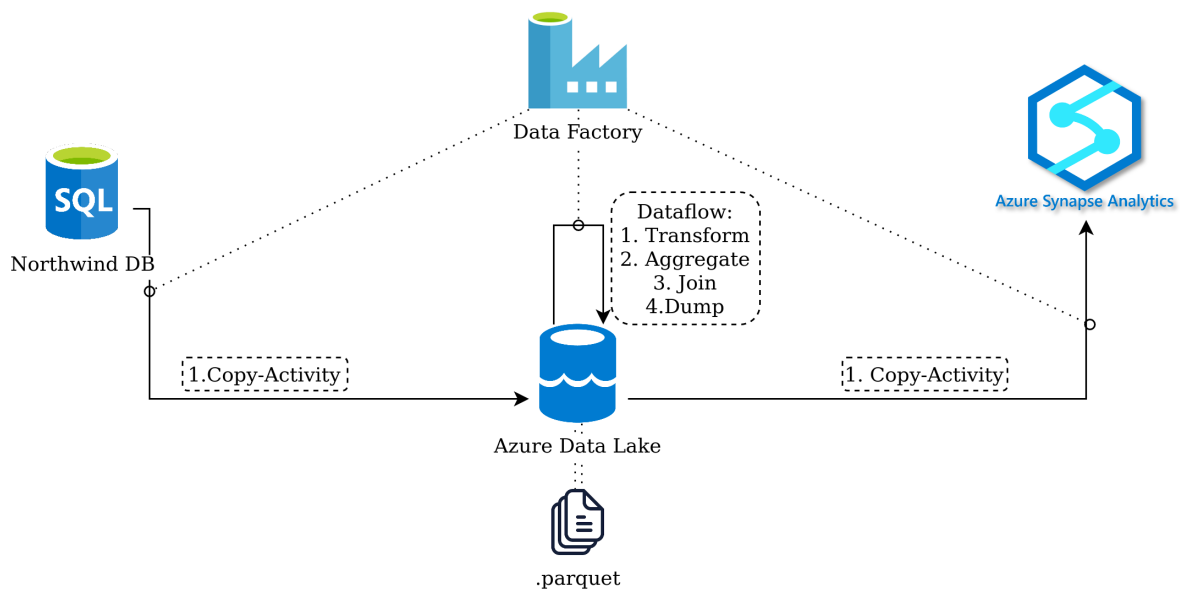 Data Factory
SQL
Northwind DB
Azure Synapse Analytics
Dataflow:
1. Transform
2. Aggregate
3. Join
4.Dump
1.Copy-Activity
1. Copy-Activity
Azure Data Lake
.parquet